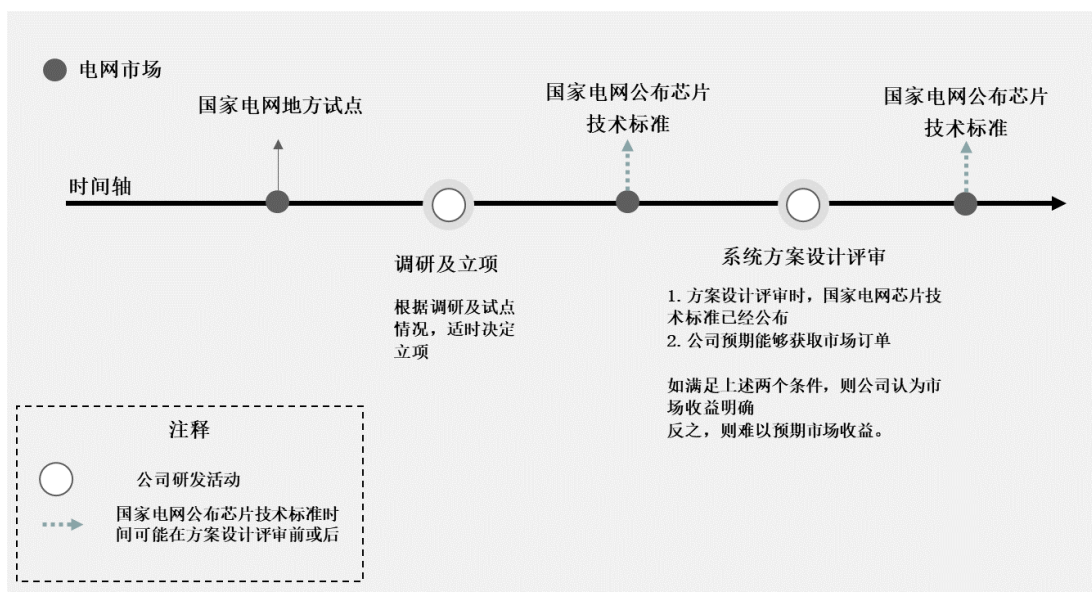 电网市场
国家电网地方试点
国家电网公布芯片
技术标准
国家电网公布芯片
技术标准
时间轴
调研及立项
根据调研及试点
情况，适时决定
立项
系统方案设计评审
1. 方案设计评审时，国家电网芯片技
术标准已经公布
2. 公司预期能够获取市场订单
如满足上述两个条件，则公司认为市
场收益明确
反之，则难以预期市场收益。
注释
公司研发活动
国家电网公布芯片技术标准时
间可能在方案设计评审前或后